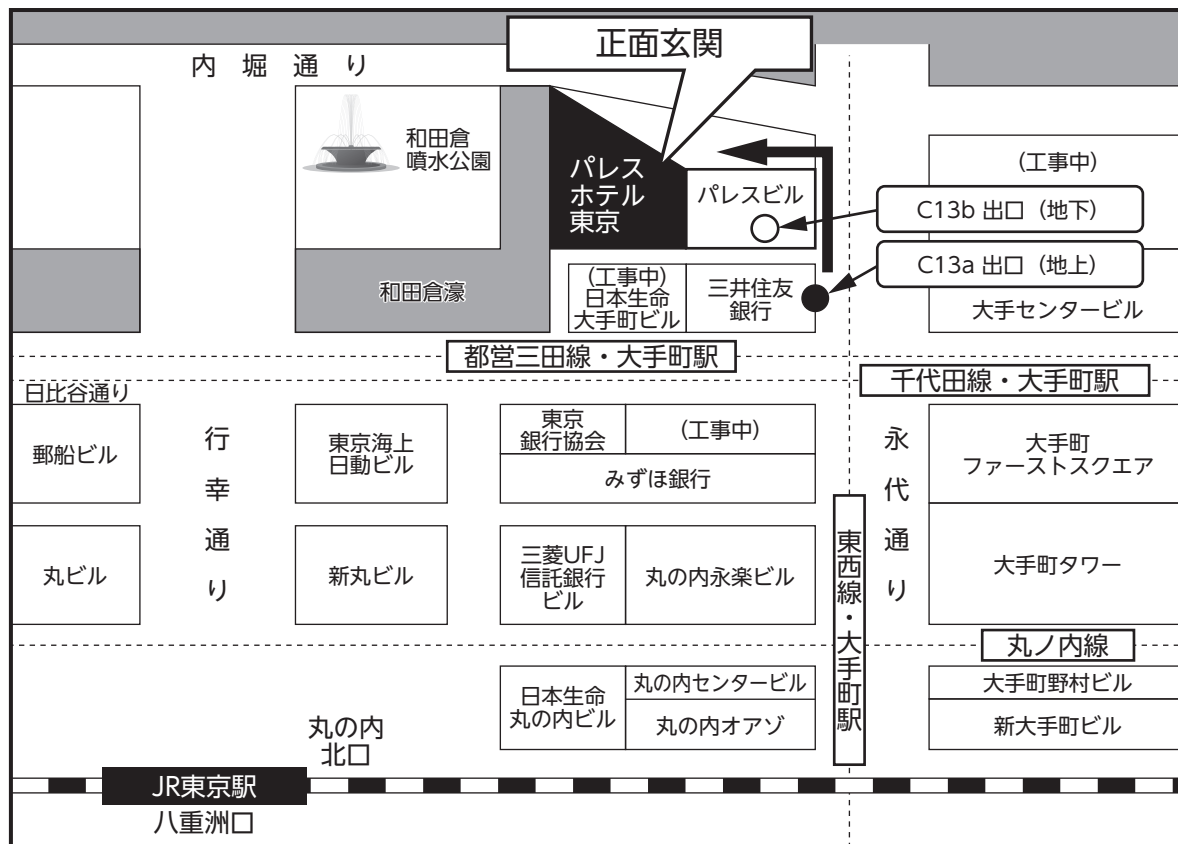 正面玄関
内堀通り
和田倉
噴水公園
パレス
ホテル
東京
パレスビル
(工事中)
C13b 出口（地下）
C13a 出口（地上）
和田倉濠
(工事中)
日本生命
大手町ビル
三井住友
銀行
大手センタービル
都営三田線・大手町駅
千代田線・大手町駅
日比谷通り
郵船ビル
行幸通り
東京海上
日動ビル
東京
銀行協会
(工事中)
みずほ銀行
永代通り
大手町
ファーストスクエア
丸ビル
新丸ビル
三菱UFJ
信託銀行
ビル
丸の内永楽ビル
東西線・大手町駅
大手町タワー
丸ノ内線
日本生命
丸の内ビル
丸の内センタービル
丸の内オアゾ
大手町野村ビル
新大手町ビル
丸の内
北口
JR東京駅
八重洲口